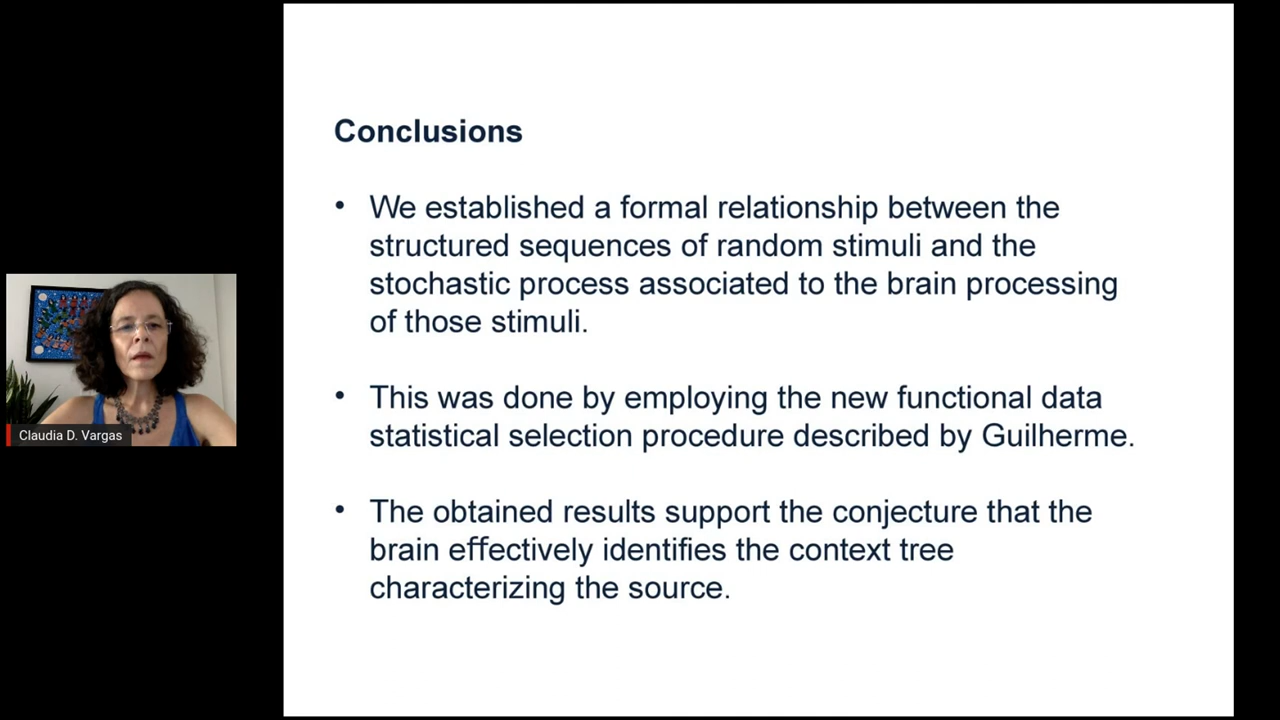 Conclusions
• We established a formal relationship between the
structured sequences of random stimuli and the
stochastic process associated to the brain processing
of those stimuli.
• This was done by employing the new functional data
statistical selection procedure described by Guilherme.
• The obtained results support the conjecture that the
brain effectively identifies the context tree
characterizing the source.
Claudia D. Vargas